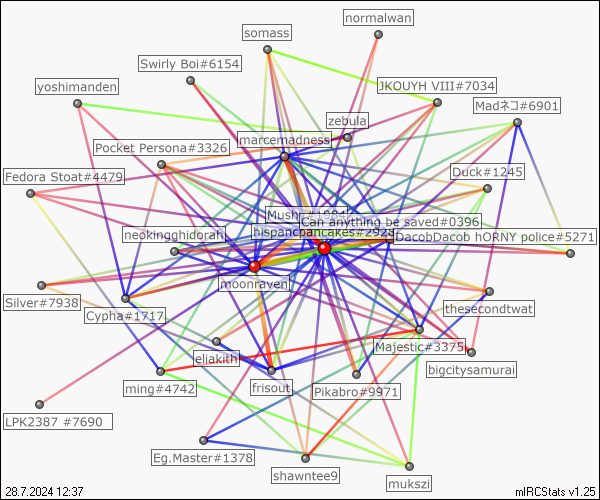 normalwan
somass
Swirly Boi#6154
yoshimanden
JKOUYH VIII#7034
Madネコ#6901
zebula
marcemadness
Pocket Persona#3326
Fedora Stoat#4479
Duck#1245
Can anything be saved#0396
neokingghidorah
hispancpancakes#2923
DacobDacob hORNY police#5271
moonraven
Silver#7938
Cypha#1717
thesecondtwat
Majestic#3375
eliakith
bigcitysamurai
ming#4742
frisout
Pikabro#9971
LPK2387 #7690
Eg.Master#1378
shawntee9
mukszi
28.7.2024 12:37
mIRCStats v1.25